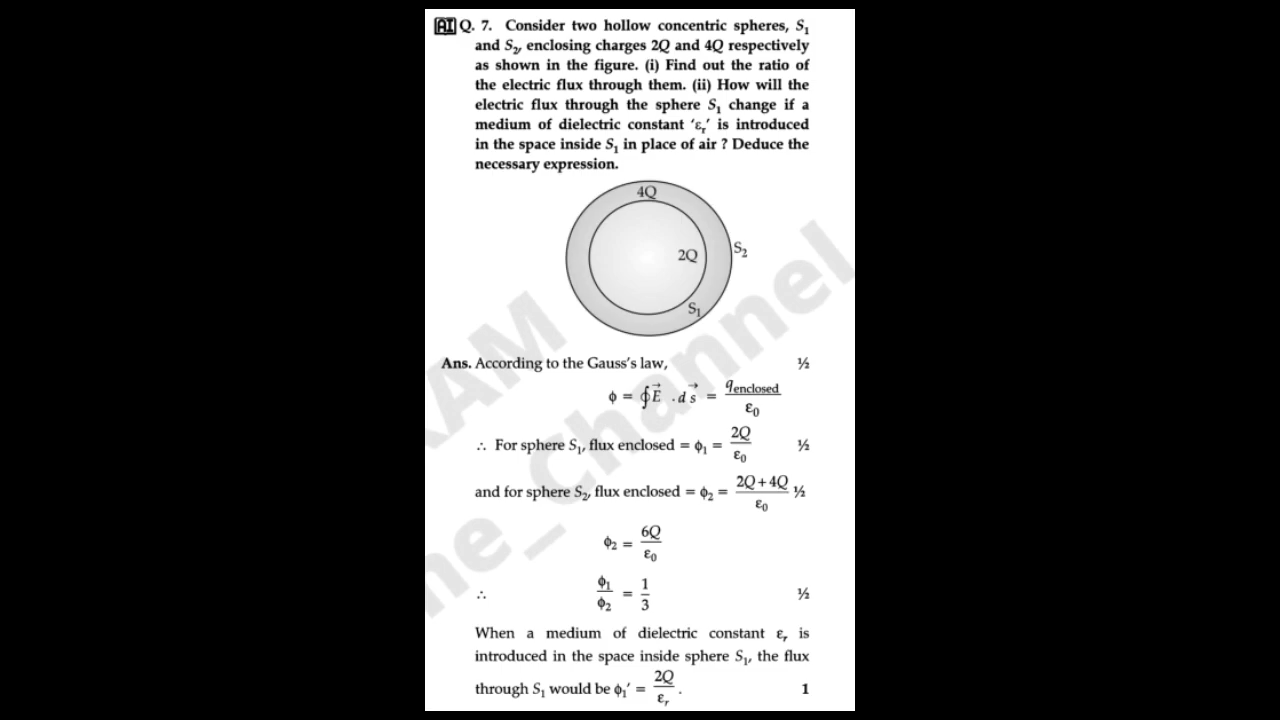 AI Q. 7. Consider two hollow concentric spheres, S₁
and S₂, enclosing charges 2Q and 4Q respectively
as shown in the figure. (i) Find out the ratio of
the electric flux through them. (ii) How will the
electric flux through the sphere S₁ change if a
medium of dielectric constant ‘εᵣ’ is introduced
in the space inside S₁ in place of air ? Deduce the
necessary expression.
4Q
2Q
S₂
S₁
Ans. According to the Gauss's law, ½
ϕ = ∮E⃗ . d s⃗ = q enclosed / ε₀
∴ For sphere S₁, flux enclosed = ϕ₁ = 2Q / ε₀ ½
and for sphere S₂, flux enclosed = ϕ₂ = 2Q + 4Q / ε₀ ½
ϕ₂ = 6Q / ε₀
∴ ϕ₁ / ϕ₂ = 1 / 3 ½
When a medium of dielectric constant εᵣ is
introduced in the space inside sphere S₁, the flux
through S₁ would be ϕ₁′ = 2Q / εᵣ . 1